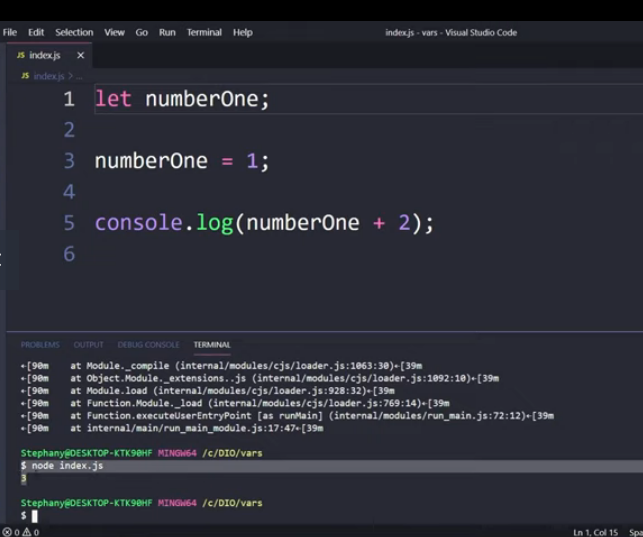 File Edit Selection View Go Run Terminal Help index.js - vars - Visual Studio Code
JS index.js ×
JS index.js > ...
1 let numberOne;
2
3 numberOne = 1;
4
5 console.log(numberOne + 2);
6
PROBLEMS OUTPUT DEBUG CONSOLE TERMINAL
←[90m at Module._compile (internal/modules/cjs/loader.js:1063:30)←[39m
←[90m at Object.Module._extensions..js (internal/modules/cjs/loader.js:1092:10)←[39m
←[90m at Module.load (internal/modules/cjs/loader.js:928:32)←[39m
←[90m at Function.Module._load (internal/modules/cjs/loader.js:769:14)←[39m
←[90m at Function.executeUserEntryPoint [as runMain] (internal/modules/run_main.js:72:12)←[39m
←[90m at internal/main/run_main_module.js:17:47←[39m
Stephany@DESKTOP-KTK90HF MINGW64 /c/DIO/vars
$ node index.js
3
Stephany@DESKTOP-KTK90HF MINGW64 /c/DIO/vars
$
0 0 Ln 1, Col 15 Spa